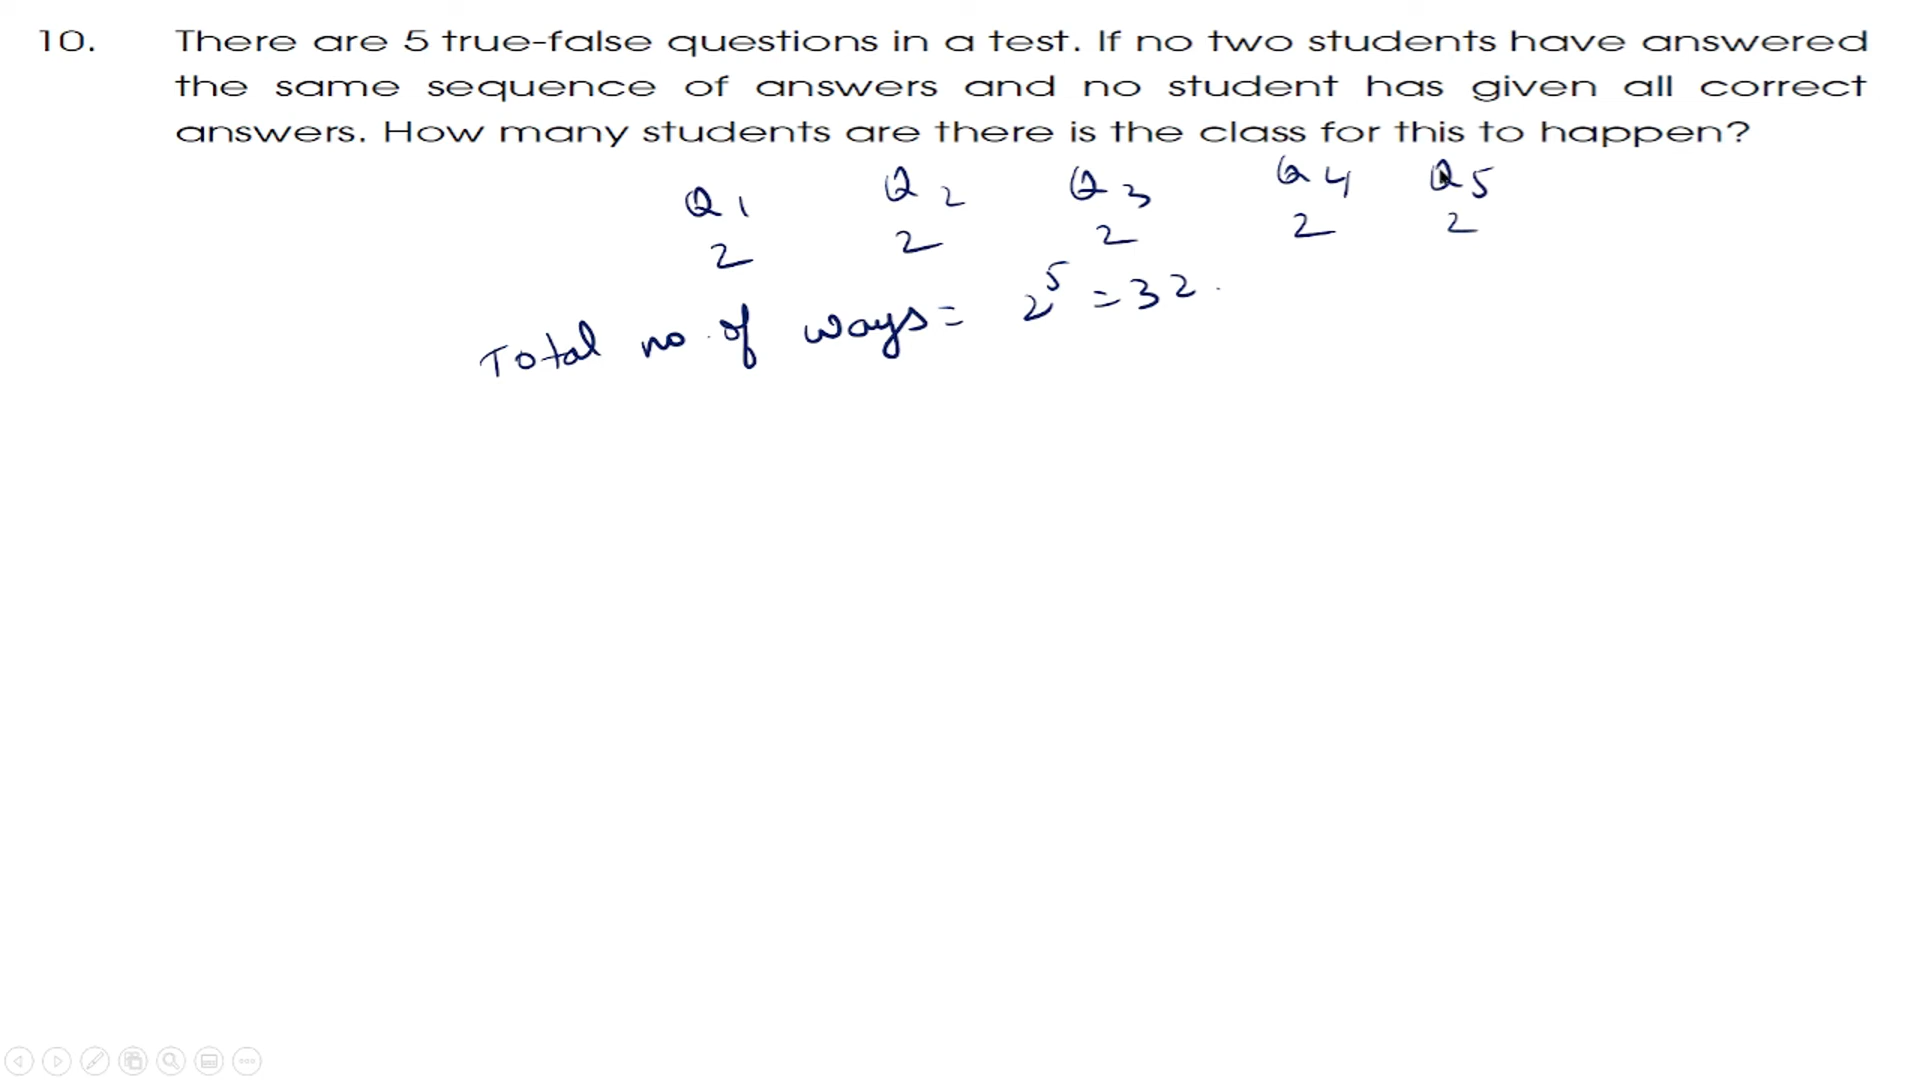 10. There are 5 true-false questions in a test. If no two students have answered
the same sequence of answers and no student has given all correct
answers. How many students are there is the class for this to happen?
Q1 Q2 Q3 Q4 Q5
2 2 2 2 2
Total no. of ways = 2⁵ = 32.